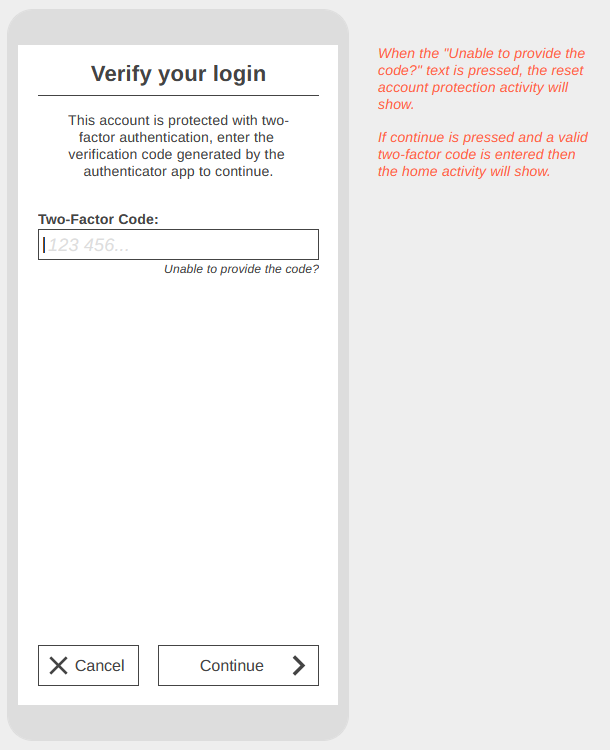 Verify your login
This account is protected with two-
factor authentication, enter the
verification code generated by the
authenticator app to continue.
Two-Factor Code:
123 456...
Unable to provide the code?
Cancel
Continue
When the "Unable to provide the
code?" text is pressed, the reset
account protection activity will
show.
If continue is pressed and a valid
two-factor code is entered then
the home activity will show.